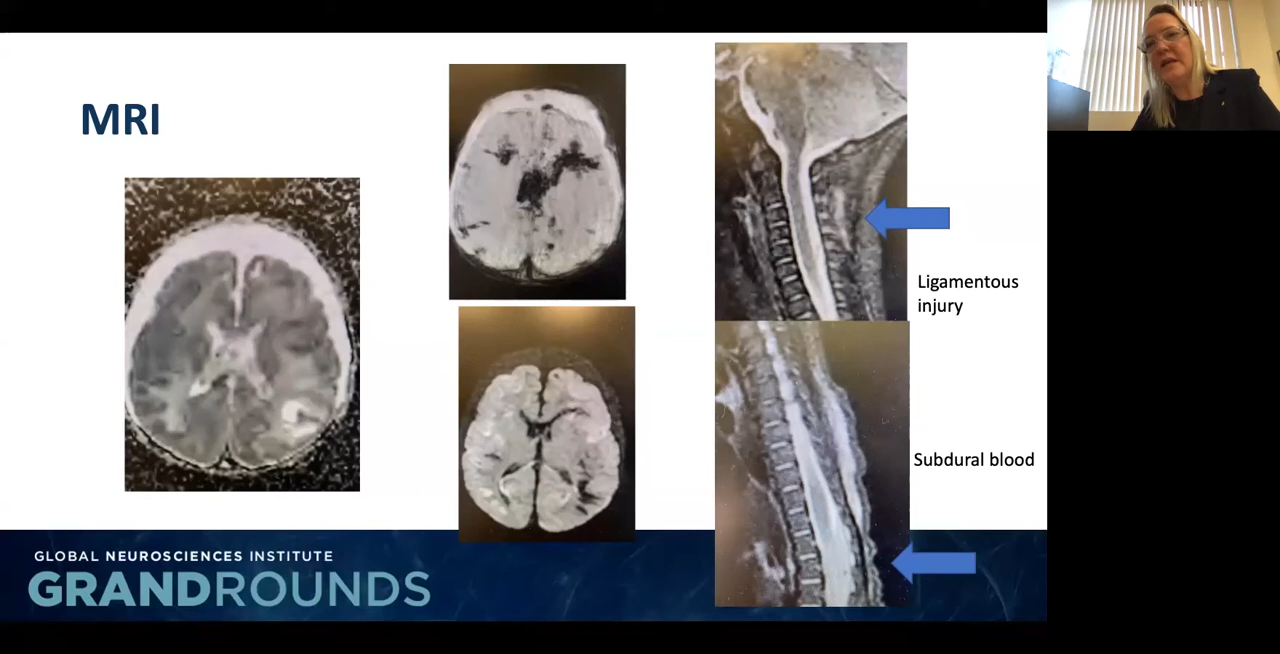 MRI
Ligamentous
injury
Subdural blood
GLOBAL NEUROSCIENCES INSTITUTE
GRANDROUNDS